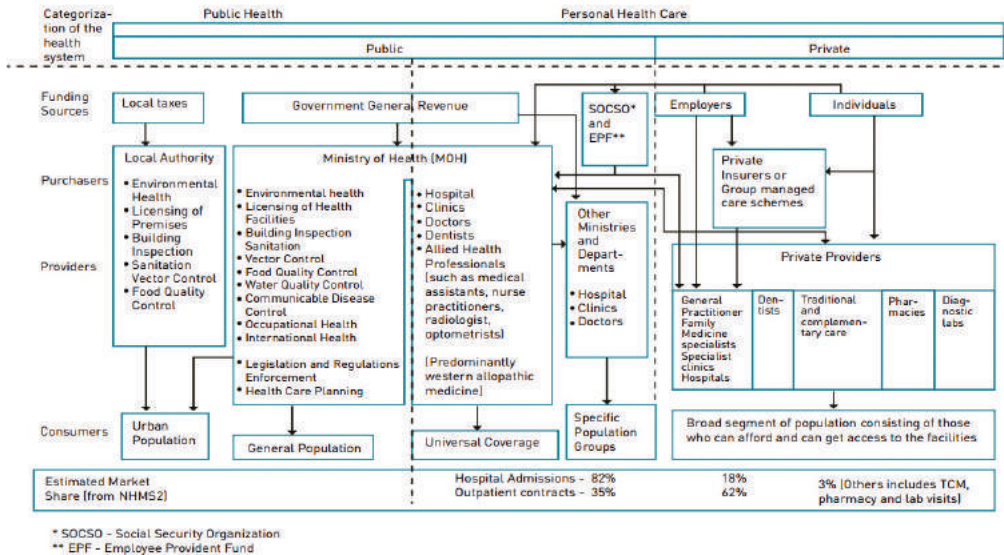 Categoriz-
ation of the
health
system
Public Health
Personal Health Care
Public
Private
Funding
Sources
Local taxes
Government General Revenue
SOCSO*
and
EPF**
Employers
Individuals
Purchasers
Providers
Local Authority
• Environmental
Health
• Licensing of
Premises
• Building
Inspection
• Sanitation
Vector Control
• Food Quality
Control
Ministry of Health (MOH)
• Environmental health
• Licensing of Health
Facilities
• Building Inspection
Sanitation
• Vector Control
• Food Quality Control
• Water Quality Control
• Communicable Disease
Control
• Occupational Health
• International Health
• Legislation and Regulations
Enforcement
• Health Care Planning
• Hospital
• Clinics
• Doctors
• Dentists
• Allied Health
Professionals
(such as medical
assistants, nurse
practitioners,
radiologist,
optometrists)
(Predominantly
western allopathic
medicine)
Other
Ministries
and
Depart-
ments
• Hospital
• Clinics
• Doctors
Private
Insurers or
Group managed
care schemes
Private Providers
General
Practitioner
Family
Medicine
specialists
Specialist
clinics
Hospitals
Den-
tists
Traditional
and
complemen-
tary care
Phar-
macies
Diag-
nostic
labs
Consumers
Urban
Population
General Population
Universal Coverage
Specific
Population
Groups
Broad segment of population consisting of those
who can afford and can get access to the facilities
Estimated Market
Share (from NHMS2)
Hospital Admissions - 82%
Outpatient contracts - 35%
18%
62%
3% (Others includes TCM,
pharmacy and lab visits)
* SOCSO - Social Security Organization
** EPF - Employee Provident Fund